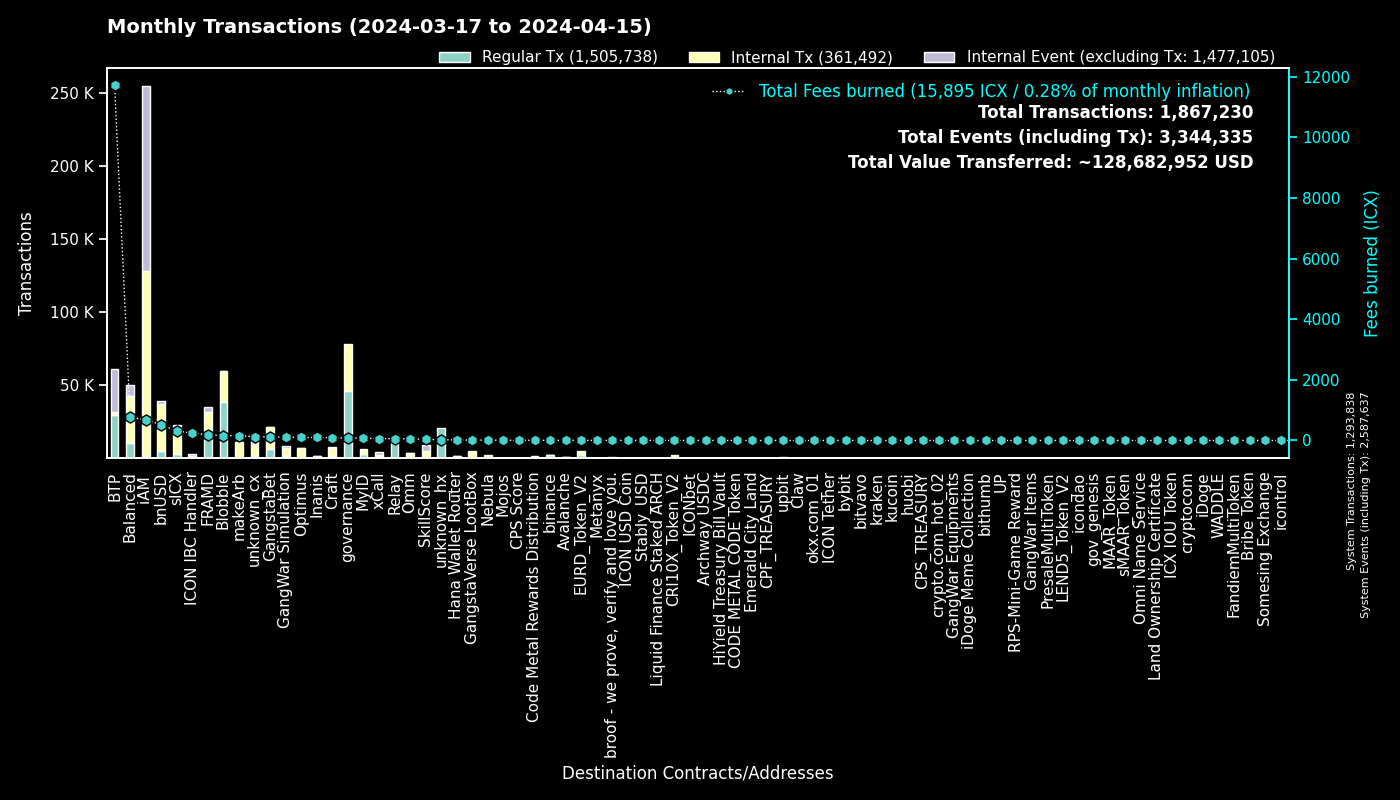 Monthly Transactions (2024-03-17 to 2024-04-15)
Regular Tx (1,505,738)
Internal Tx (361,492)
Internal Event (excluding Tx: 1,477,105)
Total Fees burned (15,895 ICX / 0.28% of monthly inflation)
Total Transactions: 1,867,230
Total Events (including Tx): 3,344,335
Total Value Transferred: ~128,682,952 USD
Transactions
250 K
200 K
150 K
100 K
50 K
12000
10000
8000
6000
4000
2000
0
Fees burned (ICX)
System Transactions: 1,293,838
System Events (including Tx): 2,587,637
BTP
Balanced
iAM
bnUSD
sICX
ICON IBC Handler
FRAMD
Blobble
makeArb
unknown_cx
GangstaBet
GangWar Simulation
Optimus
Inanis
Craft
governance
MyID
xCall
Relay
Omm
SkillScore
unknown_hx
Hana Wallet Router
GangstaVerse LootBox
Nebula
Mojos
CPS Score
Code Metal Rewards Distribution
binance
Avalanche
EURD_Token_V2
Metanyx
broof - we prove, verify and love you.
ICON USD Coin
Stably_USD
Liquid Finance Staked ARCH
CRI10X_Token_V2
ICONbet
Archway USDC
HiYield Treasury Bill Vault
CODE METAL CODE Token
Emerald City Land
CPF_TREASURY
upbit
Claw
okx.com_01
ICON Tether
bybit
bitvavo
kraken
kucoin
huobi
CPS_TREASURY
crypto.com_hot_02
GangWar Equipments
iDoge Meme Collection
bithumb
UP
RPS-Mini-Game Reward
GangWar Items
PresaleMultiToken
LEND5_Token_V2
icondao
gov_genesis
MAAR_Token
sMAAR_Token
Omni Name Service
Land Ownership Certificate
ICX IOU Token
cryptocom
iDoge
WADDLE
FandiemMultiToken
Bribe Token
Somesing Exchange
icontrol
Destination Contracts/Addresses